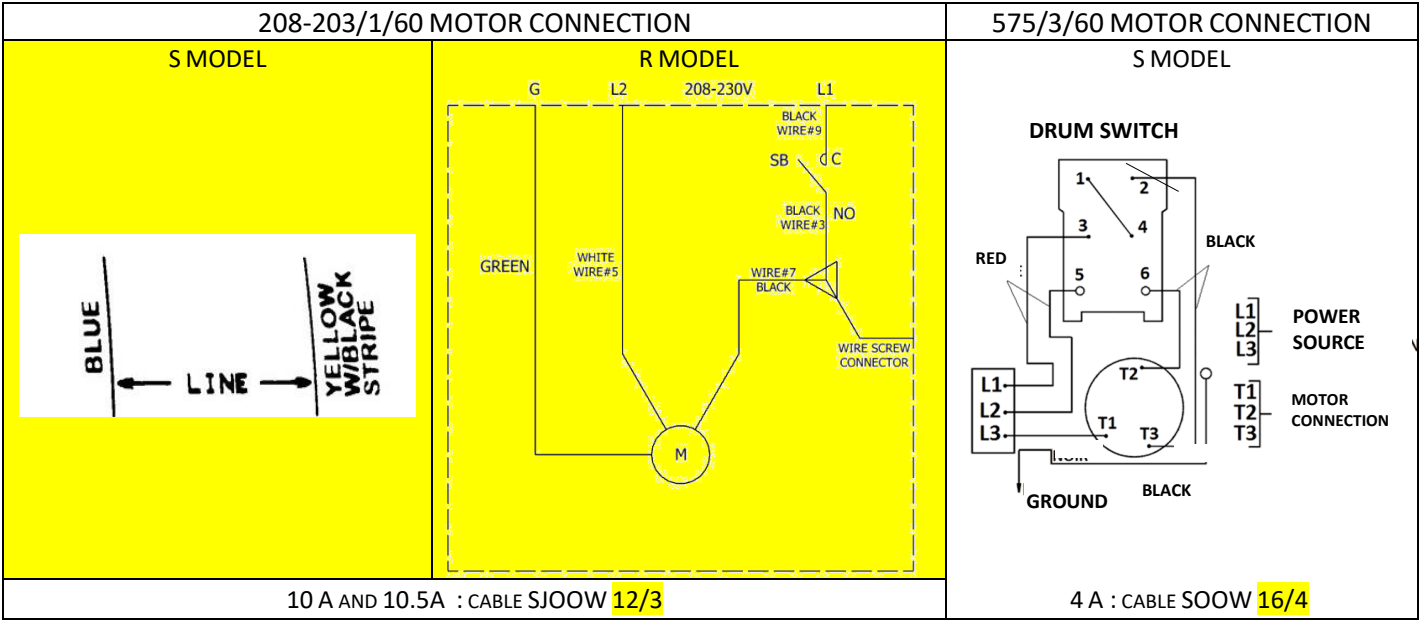 208-203/1/60 MOTOR CONNECTION
575/3/60 MOTOR CONNECTION
S MODEL
BLUE
LINE
YELLOW
W/BLACK
STRIPE
R MODEL
G
L2
208-230V
L1
BLACK
WIRE#9
SB
C
BLACK
WIRE#3
NO
GREEN
WHITE
WIRE#5
WIRE#7
BLACK
WIRE SCREW
CONNECTOR
M
S MODEL
DRUM SWITCH
1
2
3
4
5
6
RED
BLACK
L1
L2
L3
POWER
SOURCE
L1
L2
L3
T2
T1
T3
T1
T2
T3
MOTOR
CONNECTION
GROUND
BLACK
10 A AND 10.5A : CABLE SJOOW 12/3
4 A : CABLE SOOW 16/4